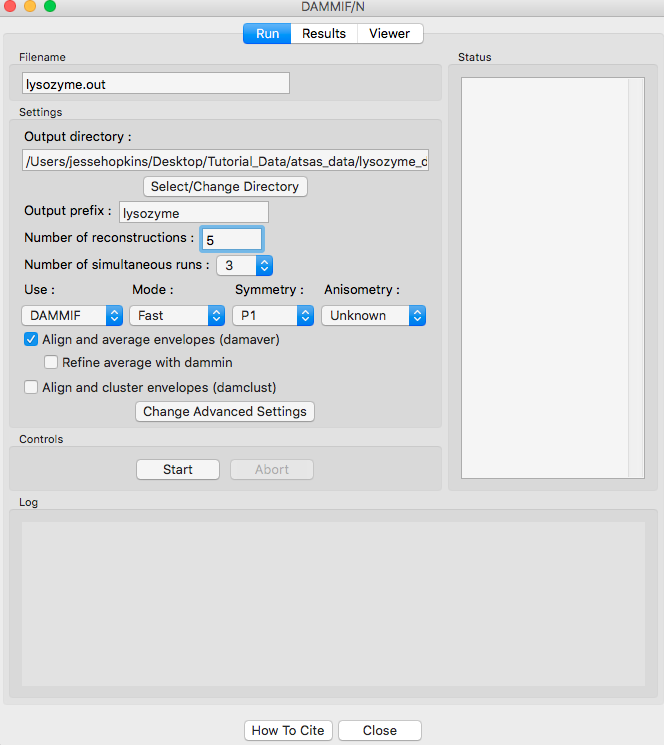 DAMMIF/N
Run Results Viewer
Filename
lysozyme.out
Settings
Output directory :
/Users/jessehopkins/Desktop/Tutorial_Data/atsas_data/lysozyme_d
Select/Change Directory
Output prefix : lysozyme
Number of reconstructions : 5
Number of simultaneous runs : 3
Use : Mode : Symmetry : Anisometry :
DAMMIF Fast P1 Unknown
Align and average envelopes (damaver)
Refine average with dammin
Align and cluster envelopes (damclust)
Change Advanced Settings
Controls
Start Abort
Status
Log
How To Cite Close